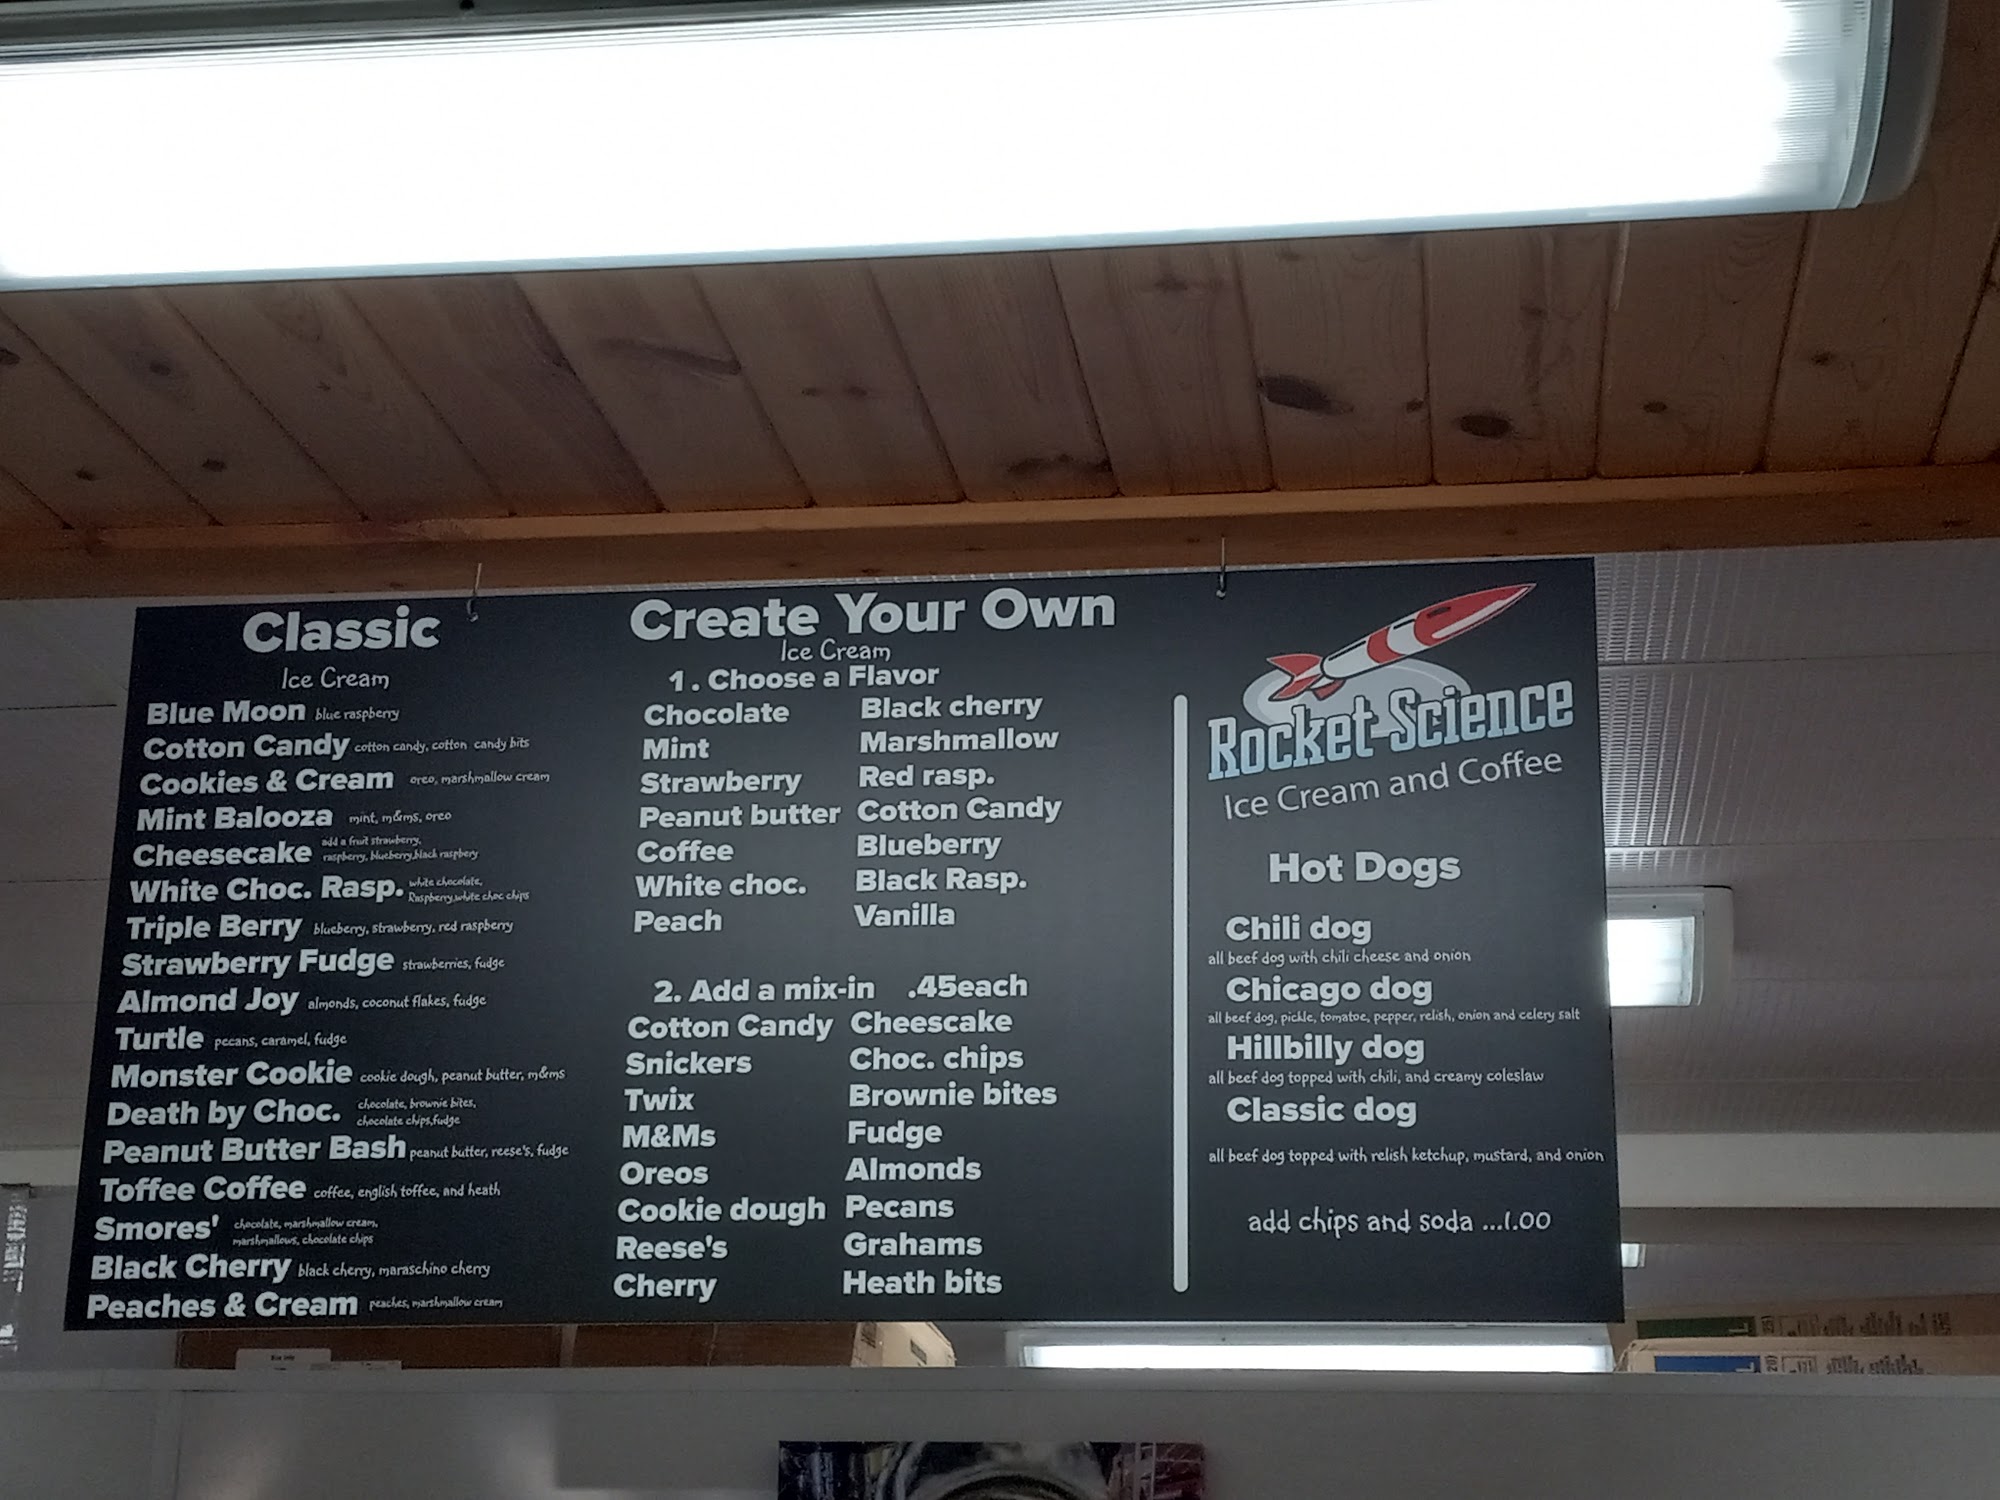 Classic
Ice Cream
Blue Moon blue raspberry
Cotton Candy cotton candy, cotton candy bits
Cookies & Cream oreo, marshmallow cream
Mint Balooza mint, m&ms, oreo
Cheesecake add a fruit strawberry,
raspberry, blueberry,black raspbery
White Choc. Rasp. white chocolate,
Raspberry,white choc chips
Triple Berry blueberry, strawberry, red raspberry
Strawberry Fudge strawberries, fudge
Almond Joy almonds, coconut flakes, fudge
Turtle pecans, caramel, fudge
Monster Cookie cookie dough, peanut butter, m&ms
Death by Choc. chocolate, brownie bites,
chocolate chips,fudge
Peanut Butter Bash peanut butter, reese's, fudge
Toffee Coffee coffee, english toffee, and heath
Smores' chocolate, marshmallow cream,
marshmallows, chocolate chips
Black Cherry black cherry, maraschino cherry
Peaches & Cream peaches, marshmallow cream
Create Your Own
Ice Cream
1. Choose a Flavor
Chocolate Black cherry
Mint Marshmallow
Strawberry Red rasp.
Peanut butter Cotton Candy
Coffee Blueberry
White choc. Black Rasp.
Peach Vanilla
2. Add a mix-in .45each
Cotton Candy Cheescake
Snickers Choc. chips
Twix Brownie bites
M&Ms Fudge
Oreos Almonds
Cookie dough Pecans
Reese's Grahams
Cherry Heath bits
Rocket Science
Ice Cream and Coffee
Hot Dogs
Chili dog
all beef dog with chili cheese and onion
Chicago dog
all beef dog, pickle, tomatoe, pepper, relish, onion and celery salt
Hillbilly dog
all beef dog topped with chili, and creamy coleslaw
Classic dog
all beef dog topped with relish ketchup, mustard, and onion
add chips and soda ...1.00